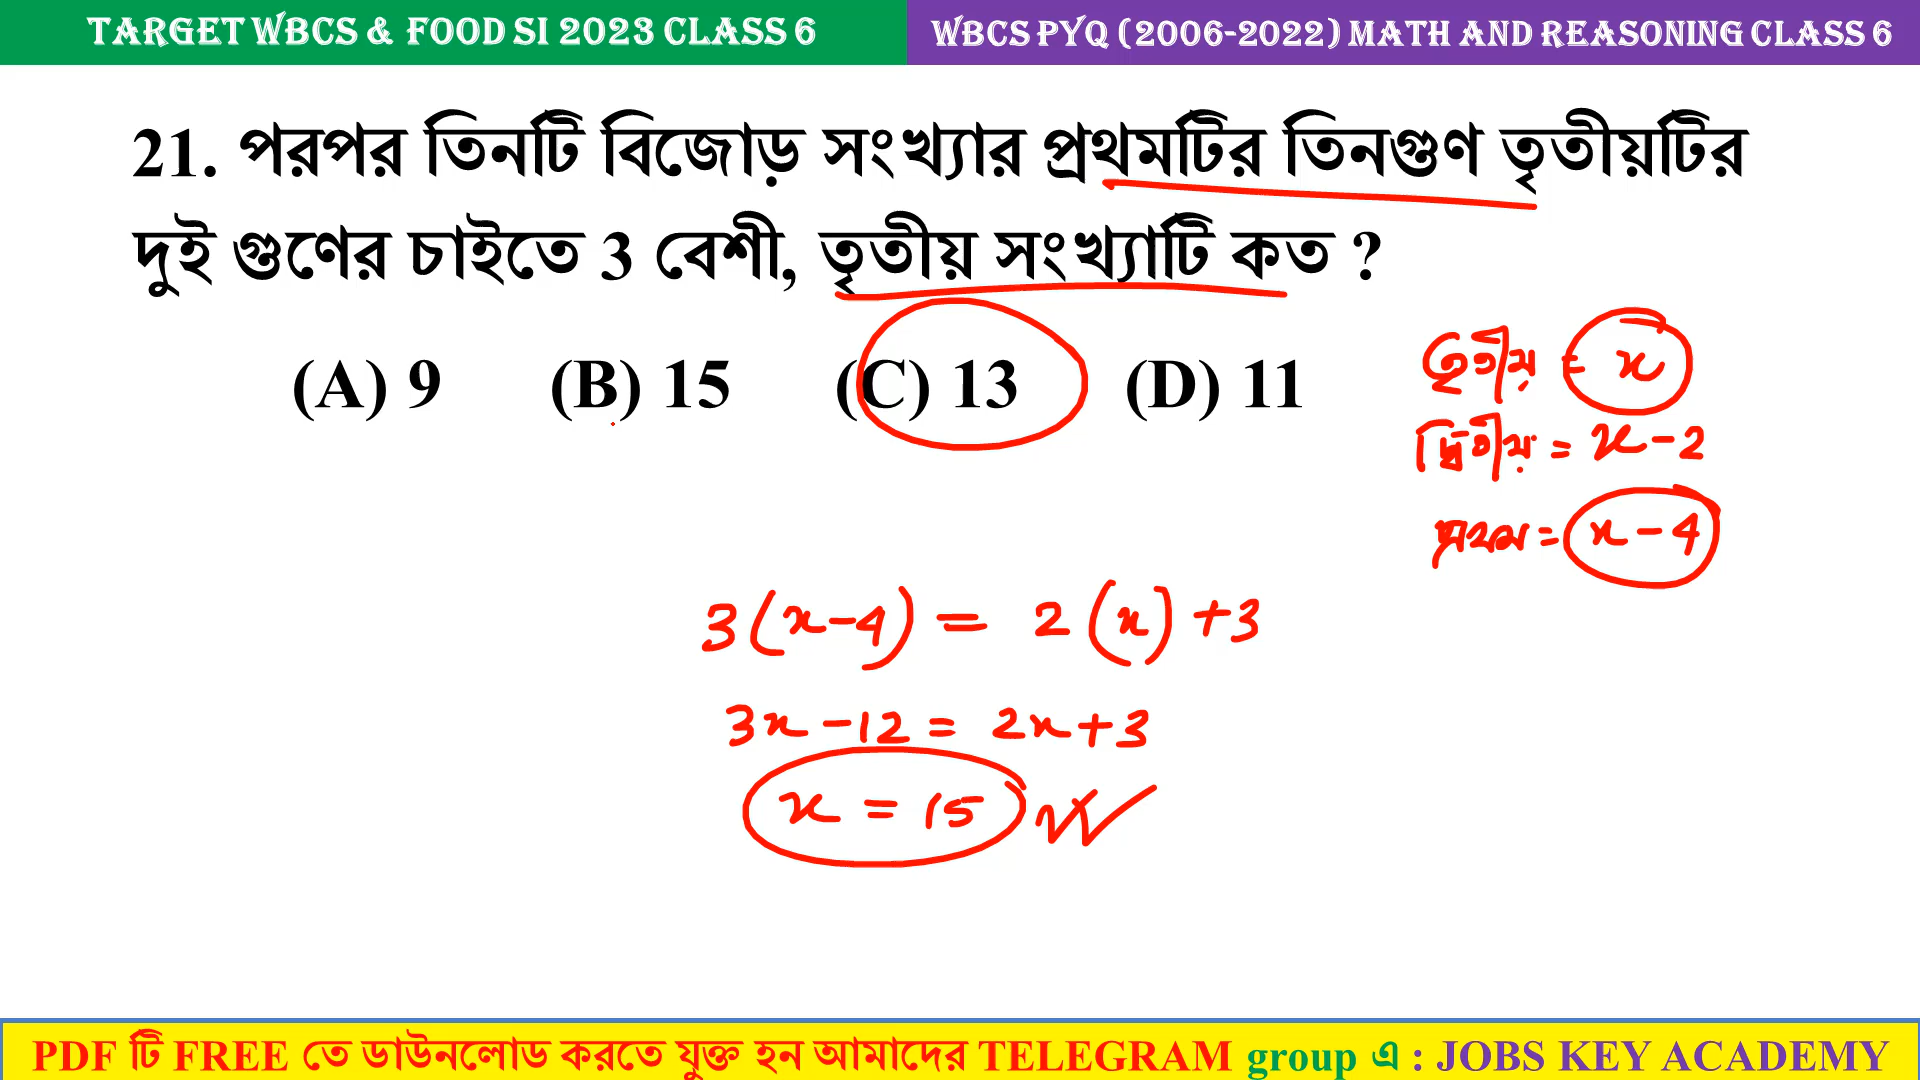 TARGET WBCS & FOOD SI 2023 CLASS 6
WBCS PYQ (2006-2022) MATH AND REASONING CLASS 6
21. পরপর তিনটি বিজোড় সংখ্যার প্রথমটির তিনগুণ তৃতীয়টির
দুই গুণের চাইতে 3 বেশী, তৃতীয় সংখ্যাটি কত ?
(A) 9 (B) 15 (C) 13 (D) 11
তৃতীয় = x
দ্বিতীয় = x - 2
প্রথম = x - 4
3(x-4) = 2(x) +3
3x - 12 = 2x + 3
x = 15
PDF টি FREE তে ডাউনলোড করতে যুক্ত হন আমাদের TELEGRAM group এ : JOBS KEY ACADEMY